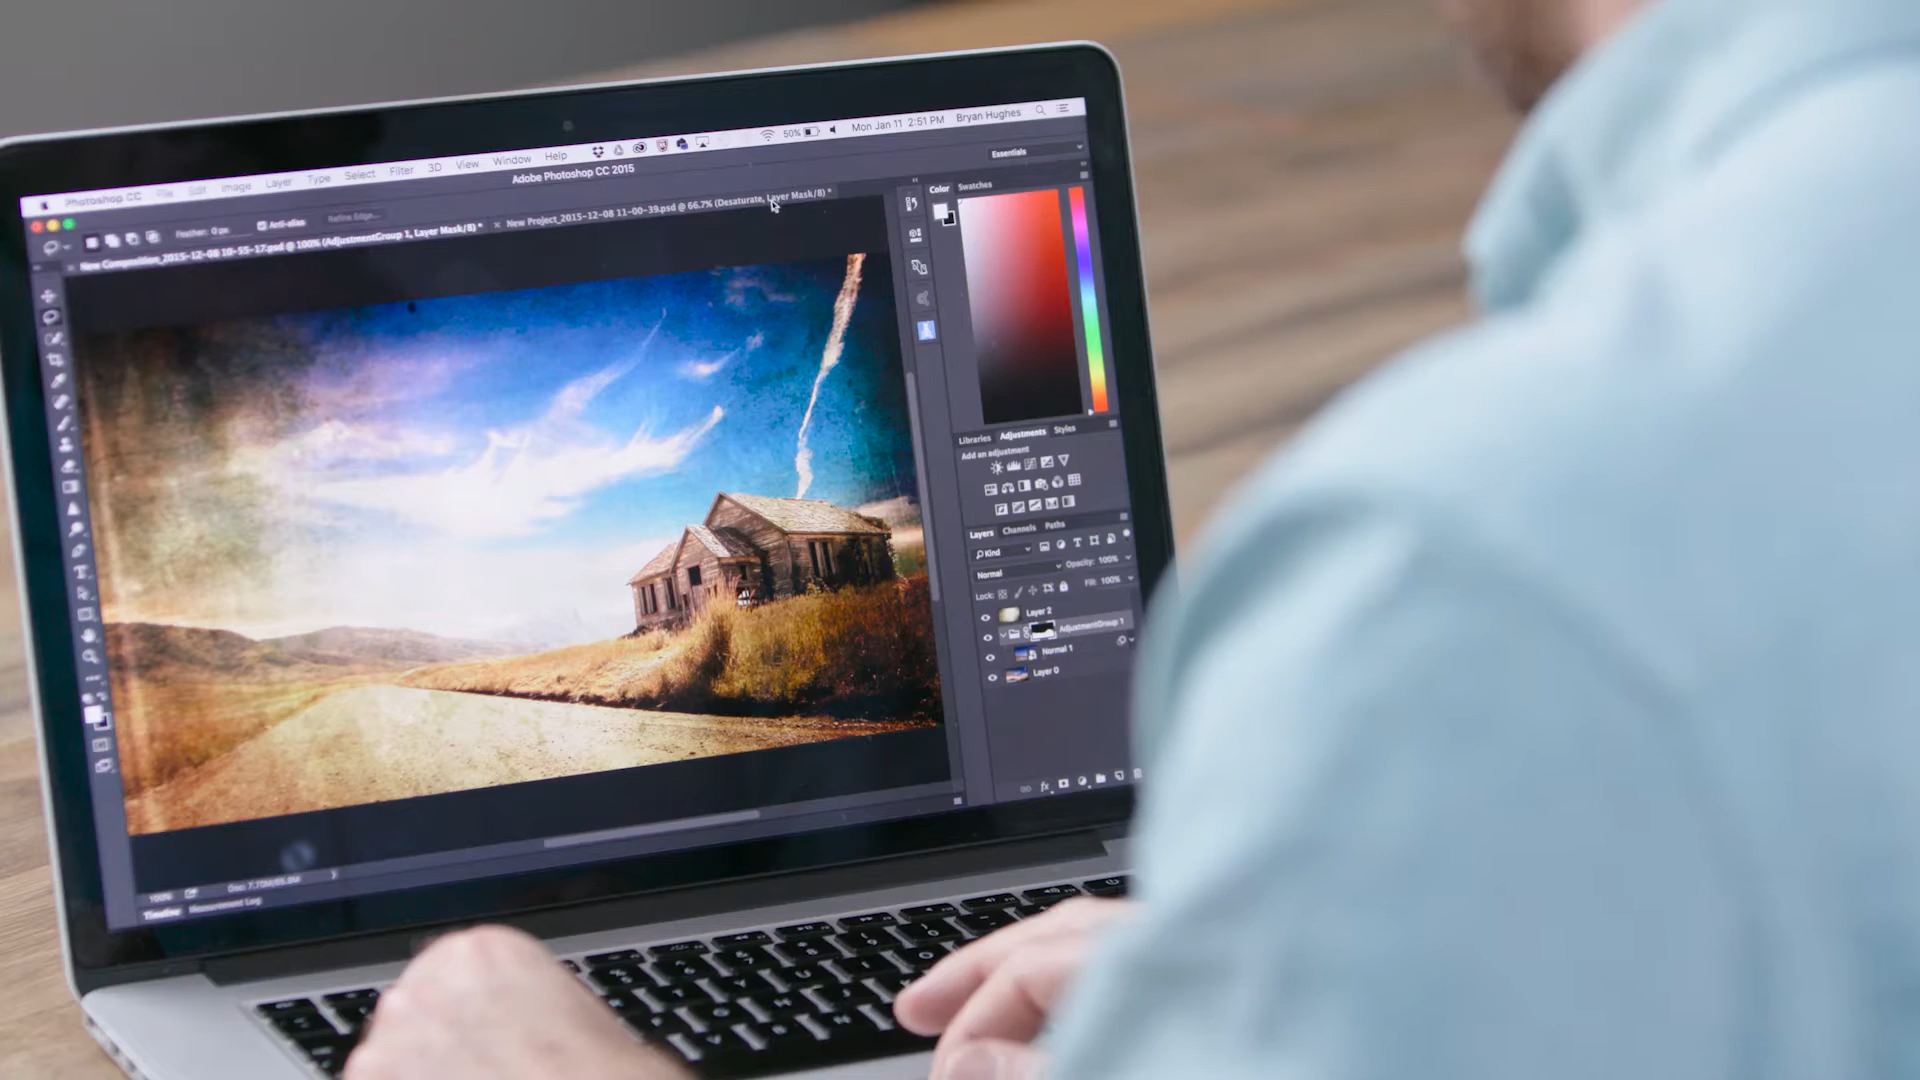 Photoshop CC File Edit Image Layer Type Select Filter 3D View Window Help 50% Mon Jan 11 2:51 PM Bryan Hughes
Adobe Photoshop CC 2015
Essentials
Feather: 0 px Anti-alias Refine Edge...
New Composition_2015-12-08 10-55-17.psd @ 100% (AdjustmentGroup 1, Layer Mask/8) *
New Project_2015-12-08 11-00-39.psd @ 66.7% (Desaturate, Layer Mask/8) *
Color Swatches
Libraries Adjustments Styles
Add an adjustment
Layers Channels Paths
Kind
Normal Opacity: 100%
Lock: Fill: 100%
Layer 2
AdjustmentGroup 1
Normal 1
Layer 0
fx
100%
Timeline Measurement Log